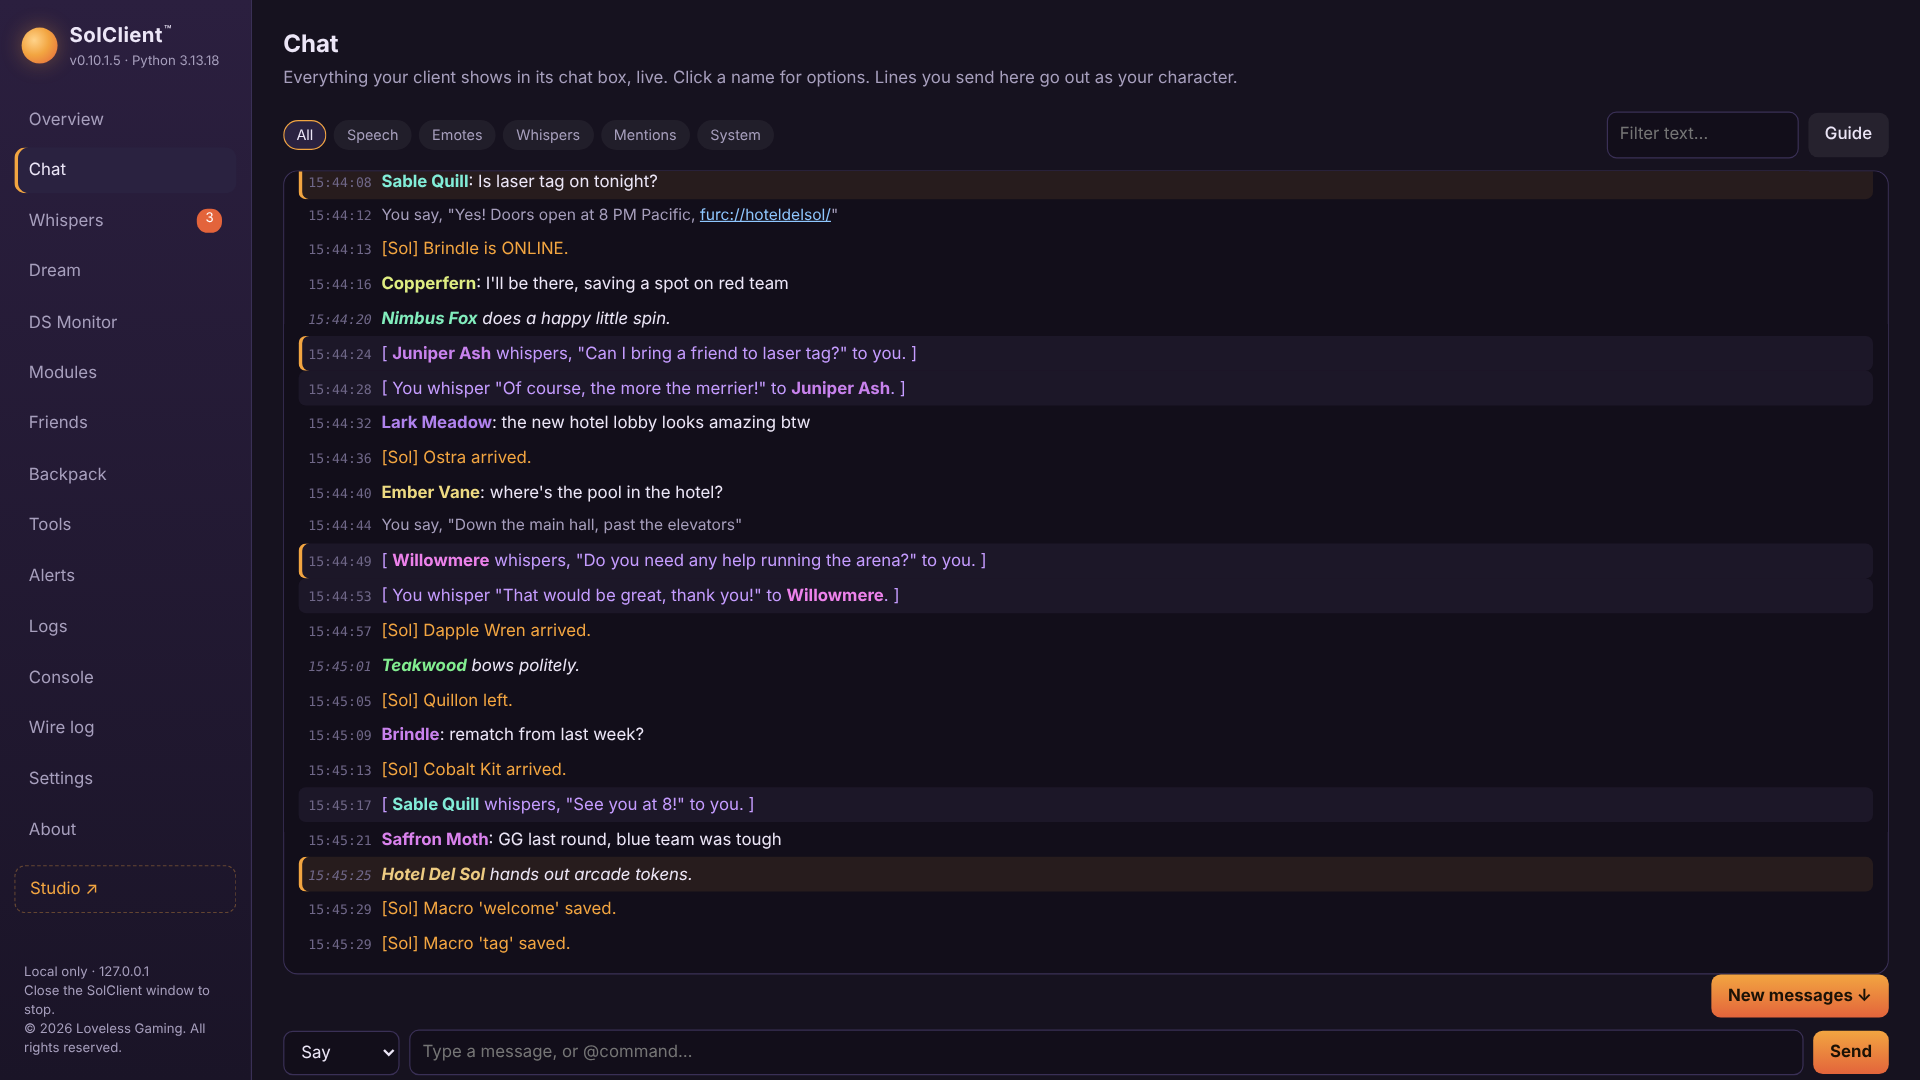 SolClient™
v0.10.1.5 · Python 3.13.18
Overview
Chat
Whispers
3
Dream
DS Monitor
Modules
Friends
Backpack
Tools
Alerts
Logs
Console
Wire log
Settings
About
Studio ↗
Local only · 127.0.0.1
Close the SolClient window to
stop.
© 2026 Loveless Gaming. All
rights reserved.
Chat
Everything your client shows in its chat box, live. Click a name for options. Lines you send here go out as your character.
All Speech Emotes Whispers Mentions System
Filter text...
Guide
15:44:08 Sable Quill: Is laser tag on tonight?
15:44:12 You say, "Yes! Doors open at 8 PM Pacific, furc://hoteldelsol/"
15:44:13 [Sol] Brindle is ONLINE.
15:44:16 Copperfern: I'll be there, saving a spot on red team
15:44:20 Nimbus Fox does a happy little spin.
15:44:24 [ Juniper Ash whispers, "Can I bring a friend to laser tag?" to you. ]
15:44:28 [ You whisper "Of course, the more the merrier!" to Juniper Ash. ]
15:44:32 Lark Meadow: the new hotel lobby looks amazing btw
15:44:36 [Sol] Ostra arrived.
15:44:40 Ember Vane: where's the pool in the hotel?
15:44:44 You say, "Down the main hall, past the elevators"
15:44:49 [ Willowmere whispers, "Do you need any help running the arena?" to you. ]
15:44:53 [ You whisper "That would be great, thank you!" to Willowmere. ]
15:44:57 [Sol] Dapple Wren arrived.
15:45:01 Teakwood bows politely.
15:45:05 [Sol] Quillon left.
15:45:09 Brindle: rematch from last week?
15:45:13 [Sol] Cobalt Kit arrived.
15:45:17 [ Sable Quill whispers, "See you at 8!" to you. ]
15:45:21 Saffron Moth: GG last round, blue team was tough
15:45:25 Hotel Del Sol hands out arcade tokens.
15:45:29 [Sol] Macro 'welcome' saved.
15:45:29 [Sol] Macro 'tag' saved.
New messages ↓
Say
Type a message, or @command...
Send